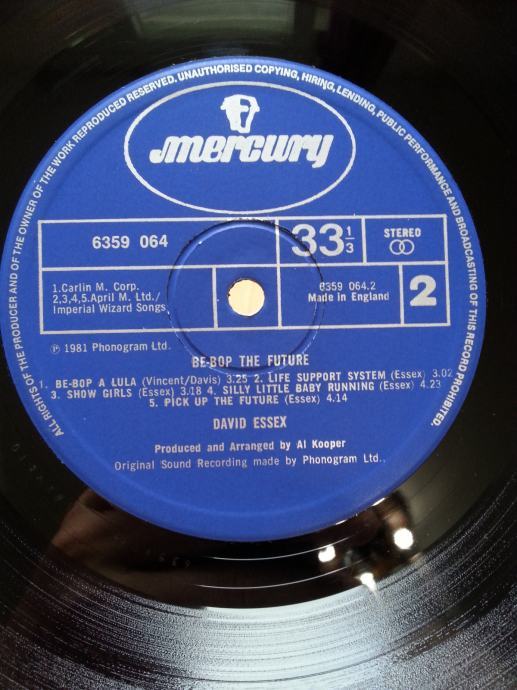 ALL RIGHTS OF THE PRODUCER AND OF THE OWNER OF THE WORK REPRODUCED RESERVED. UNAUTHORISED COPYING, HIRING, LENDING, PUBLIC PERFORMANCE AND BROADCASTING OF THIS RECORD PROHIBITED.
mercury
6359 064
33 1/3
STEREO
1.Carlin M. Corp.
2,3,4,5.April M. Ltd./
Imperial Wizard Songs
6359 064.2
Made in England
2
℗ 1981 Phonogram Ltd.
BE-BOP THE FUTURE
1. BE-BOP A LULA (Vincent/Davis) 3.25 2. LIFE SUPPORT SYSTEM (Essex) 3.02
3. SHOW GIRLS (Essex) 3.18 4. SILLY LITTLE BABY RUNNING (Essex) 4.23
5. PICK UP THE FUTURE (Essex) 4.14
DAVID ESSEX
Produced and Arranged by Al Kooper
Original Sound Recording made by Phonogram Ltd.